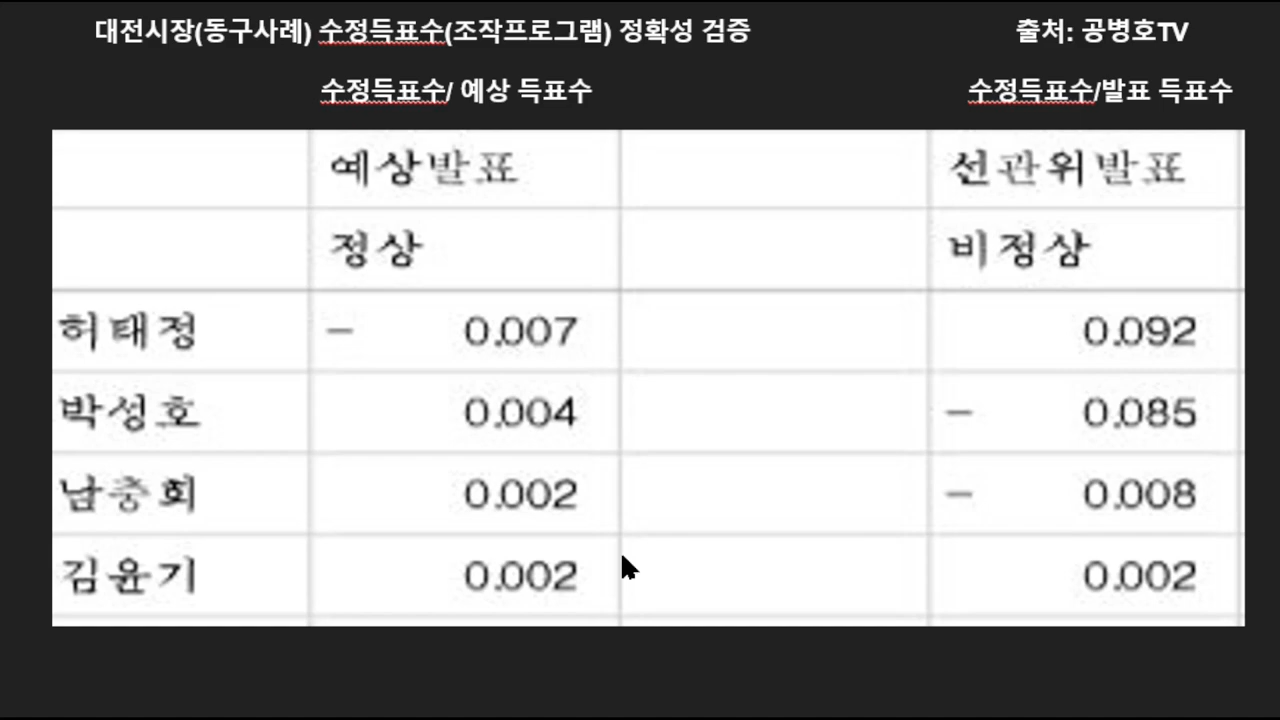 대전시장(동구사례) 수정득표수(조작프로그램) 정확성 검증 출처: 공병호TV
수정득표수/ 예상 득표수 수정득표수/발표 득표수
예상발표 선관위발표
정상 비정상
허태정 - 0.007 0.092
박성호 0.004 - 0.085
남충희 0.002 - 0.008
김윤기 0.002 0.002